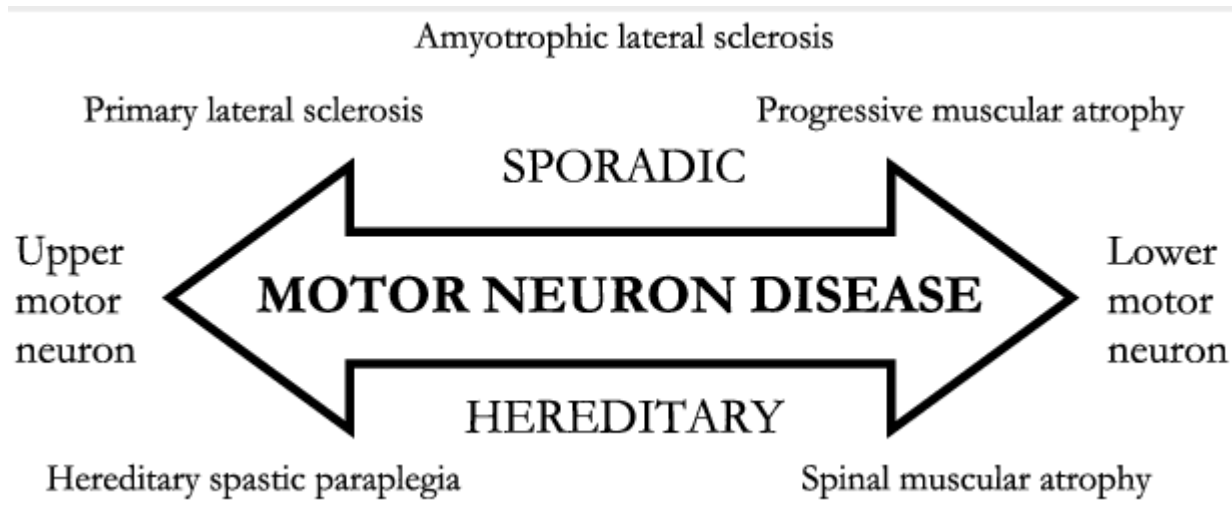 Amyotrophic lateral sclerosis
Primary lateral sclerosis
Progressive muscular atrophy
SPORADIC
Upper
motor
neuron
MOTOR NEURON DISEASE
Lower
motor
neuron
HEREDITARY
Hereditary spastic paraplegia
Spinal muscular atrophy